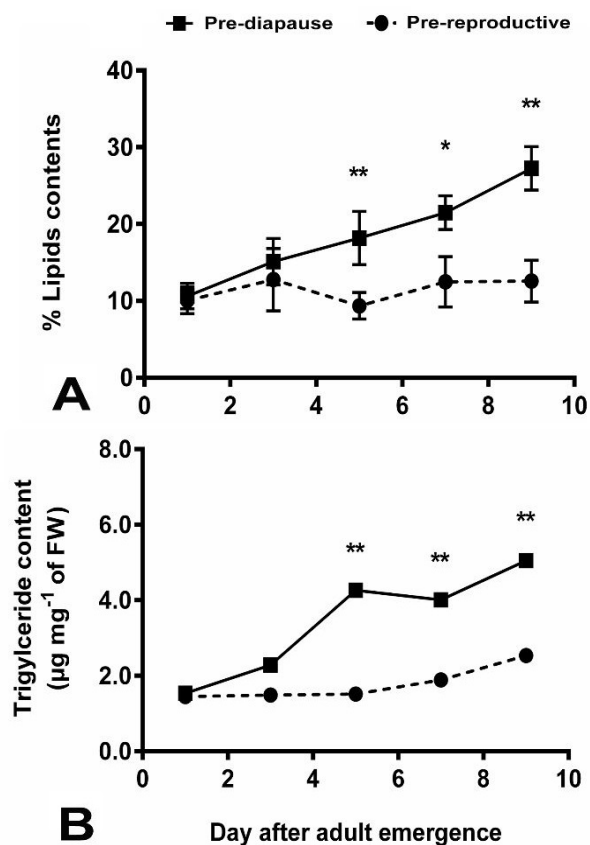 Pre-diapause Pre-reproductive
40
**
**
*
30
% Lipids contents
20
10
0
A
0 2 4 6 8 10
8.0
Trigylceride content
(µg mg⁻¹ of FW)
6.0
**
**
**
4.0
2.0
0.0
0 2 4 6 8 10
B
Day after adult emergence